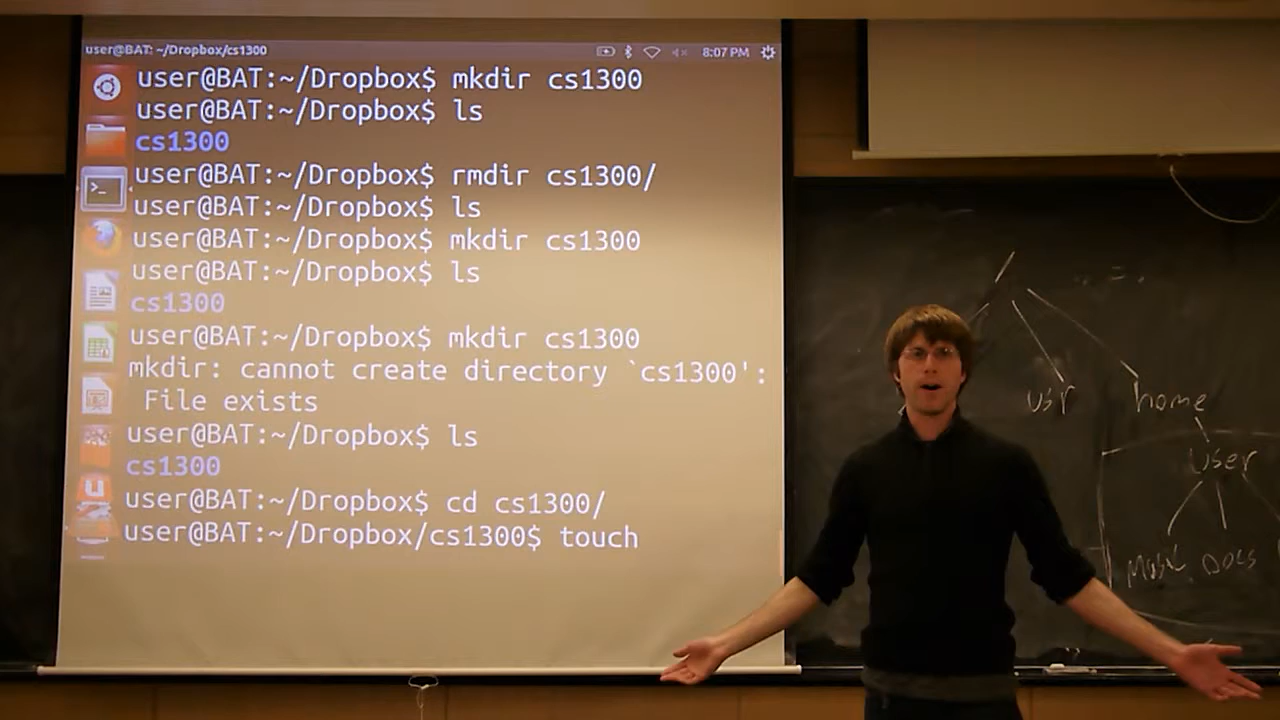 user@BAT: ~/Dropbox/cs1300
8:07 PM
user@BAT:~/Dropbox$ mkdir cs1300
user@BAT:~/Dropbox$ ls
cs1300
user@BAT:~/Dropbox$ rmdir cs1300/
user@BAT:~/Dropbox$ ls
user@BAT:~/Dropbox$ mkdir cs1300
user@BAT:~/Dropbox$ ls
cs1300
user@BAT:~/Dropbox$ mkdir cs1300
mkdir: cannot create directory `cs1300':
File exists
user@BAT:~/Dropbox$ ls
cs1300
user@BAT:~/Dropbox$ cd cs1300/
user@BAT:~/Dropbox/cs1300$ touch
/
usr home
user
Music Docs